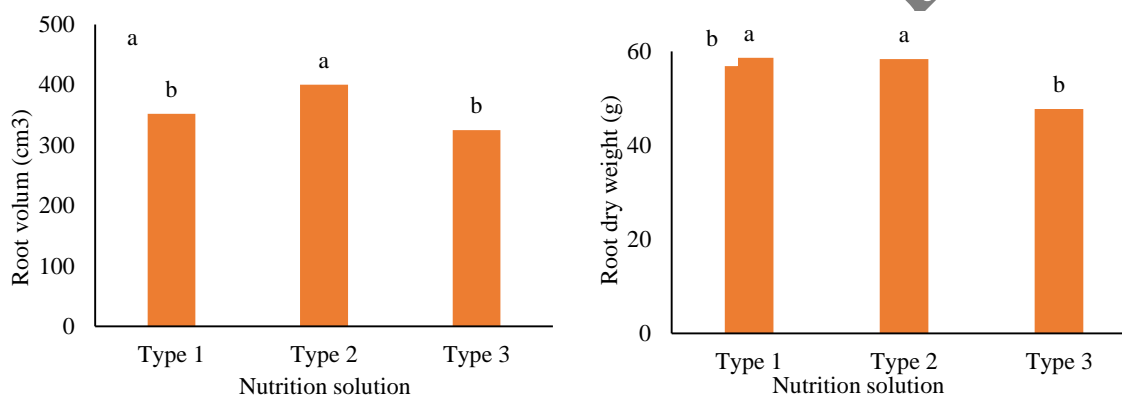 Root volum (cm3)
500
400
300
200
100
0
a
b
a
b
Type 1 Type 2 Type 3
Nutrition solution
Root dry weight (g)
60
40
20
0
b
a
a
b
Type 1 Type 2 Type 3
Nutrition solution